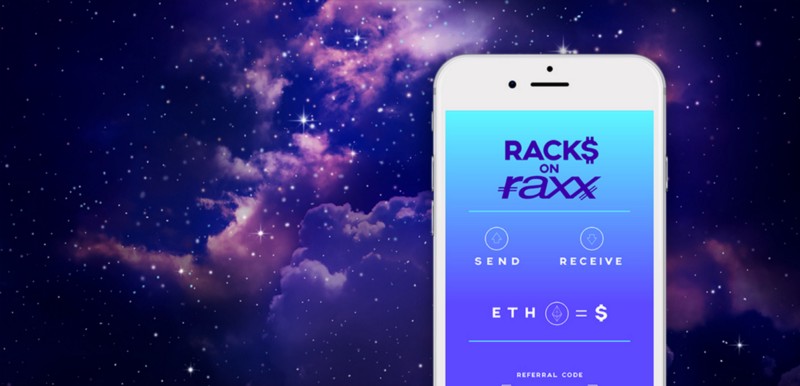 RACK$
ON
raxx
SEND RECEIVE
ETH = $
REFERRAL CODE